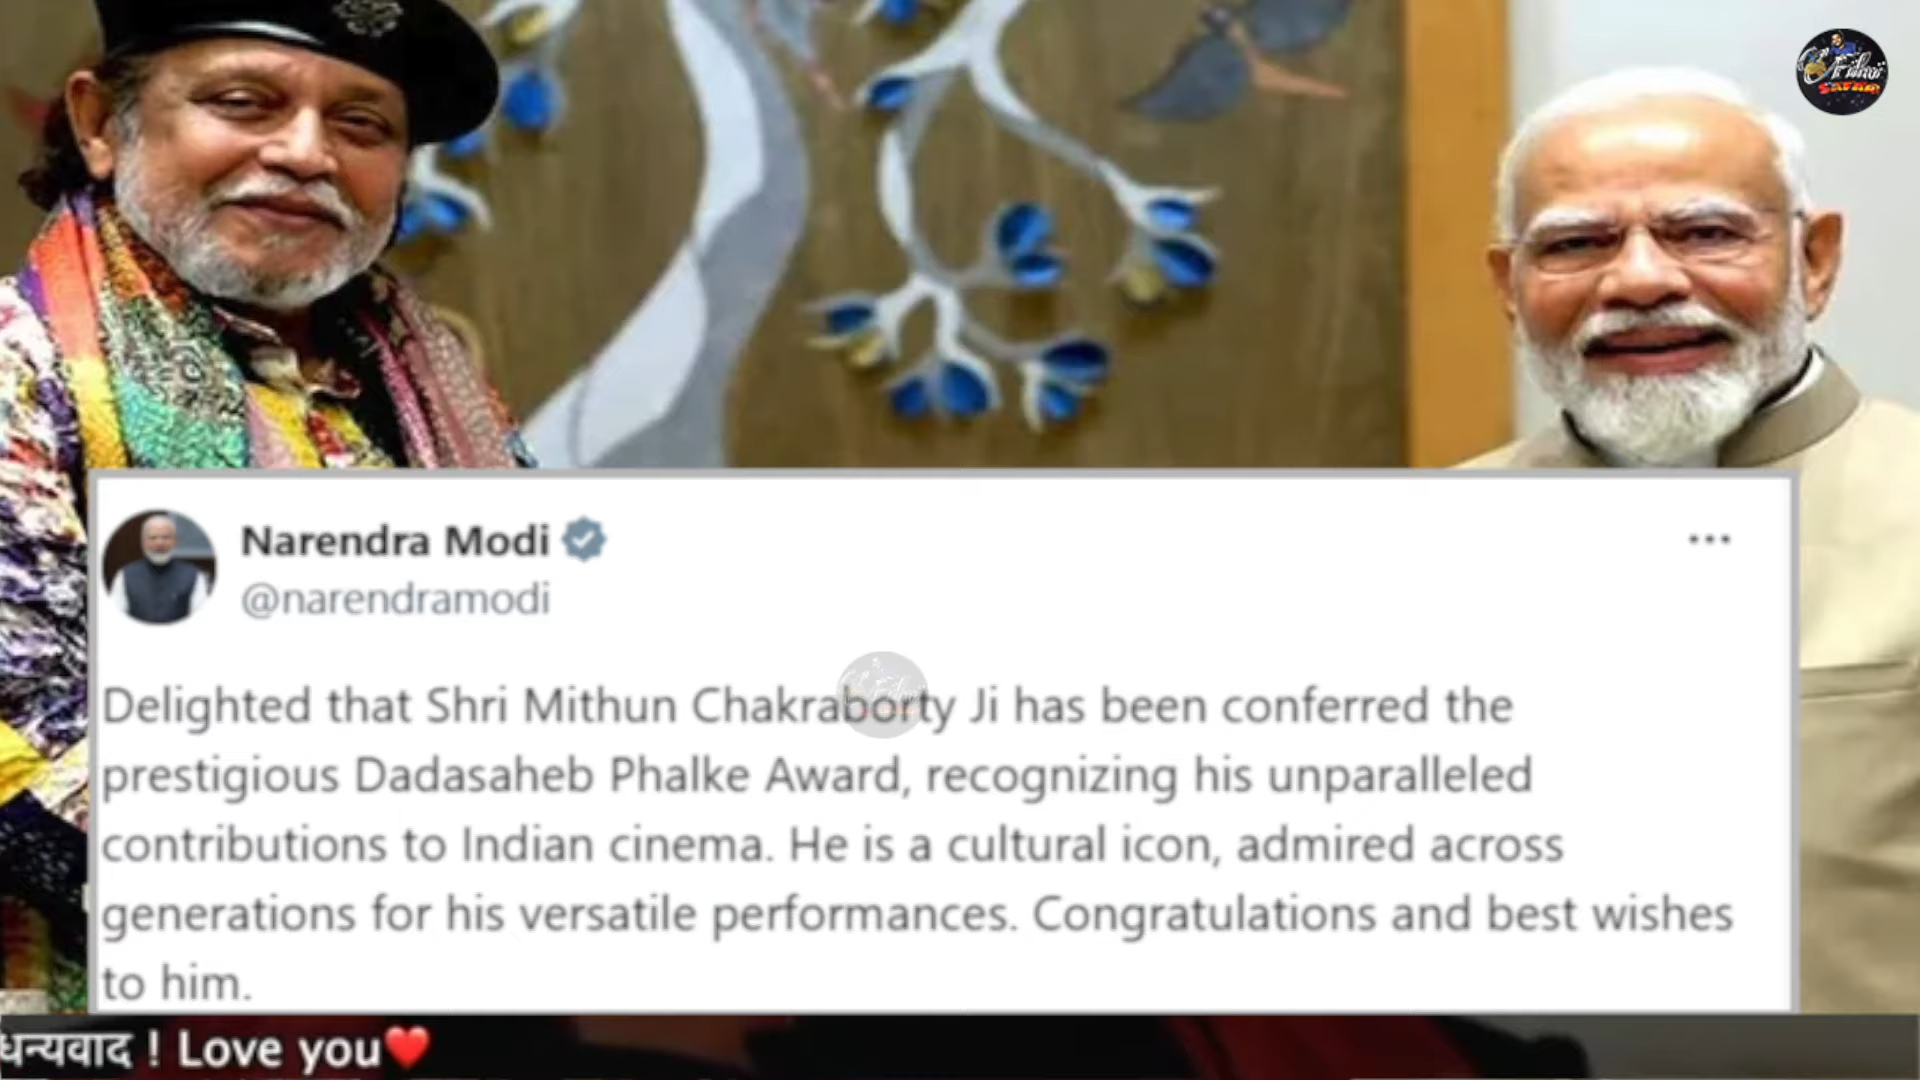 Narendra Modi
@narendramodi
Delighted that Shri Mithun Chakraborty Ji has been conferred the
prestigious Dadasaheb Phalke Award, recognizing his unparalleled
contributions to Indian cinema. He is a cultural icon, admired across
generations for his versatile performances. Congratulations and best wishes
to him.
धन्यवाद ! Love you❤️